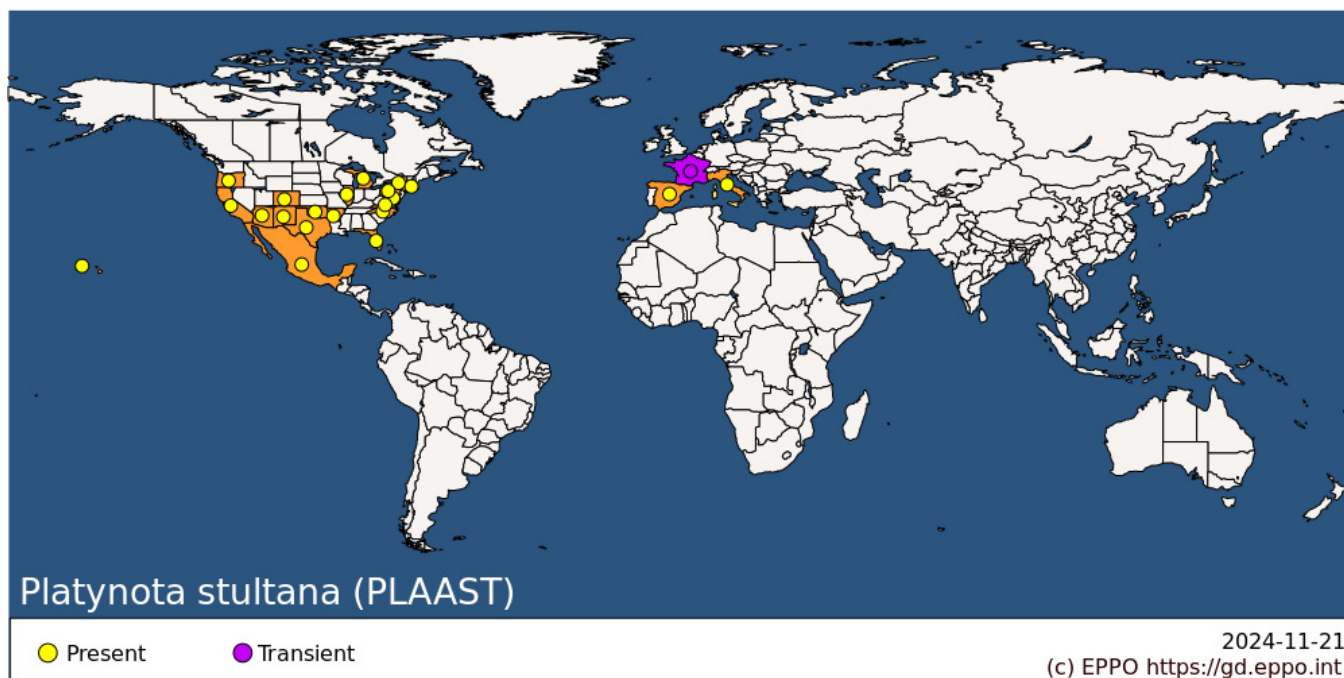 Platynota stultana (PLAAST)
Present
Transient
2024-11-21
(c) EPPO https://gd.eppo.int